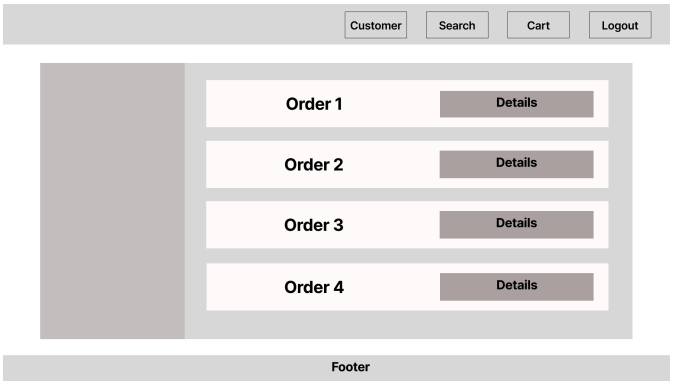 Customer Search Cart Logout
Order 1 Details
Order 2 Details
Order 3 Details
Order 4 Details
Footer